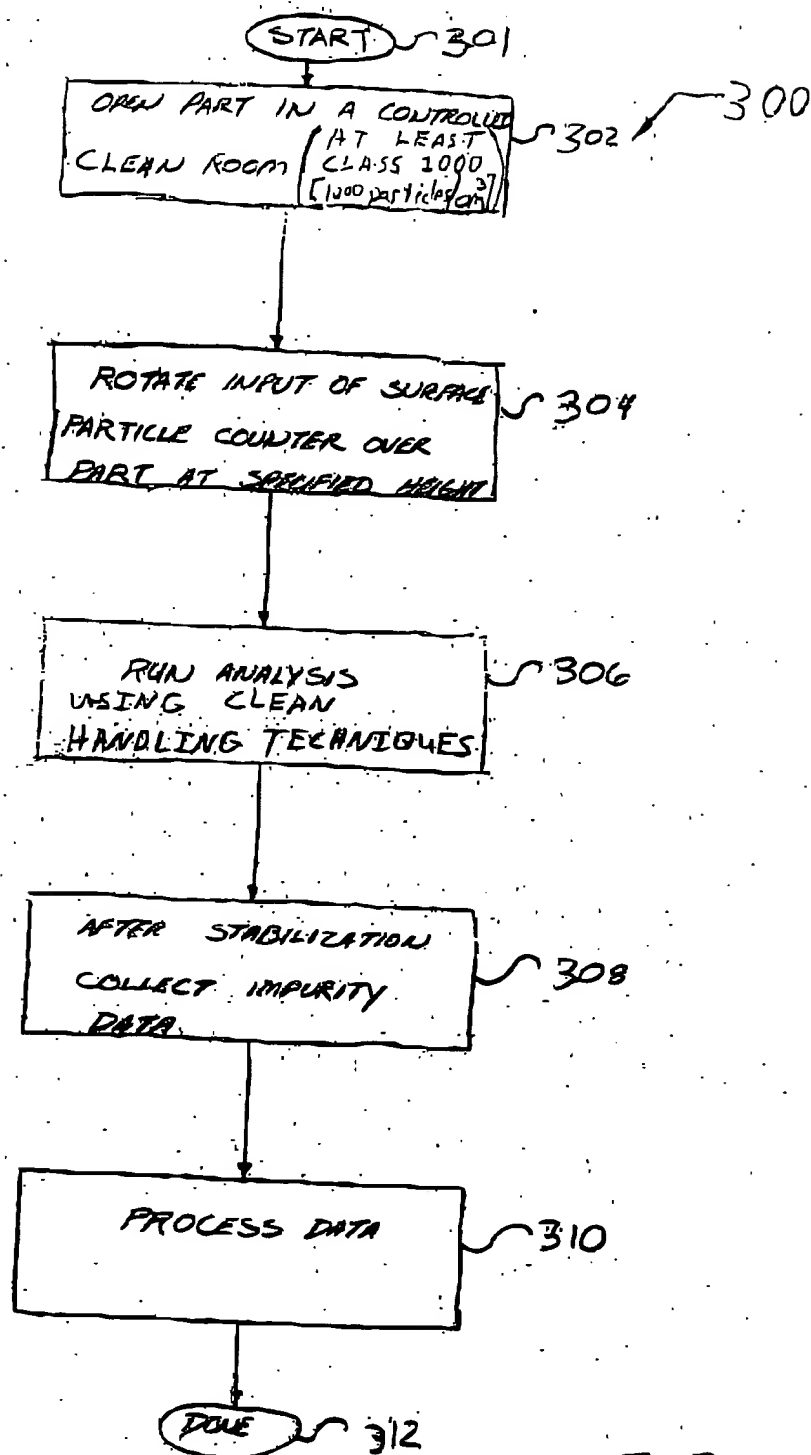 START 301
300
OPEN PART IN A CONTROLLED
CLEAN ROOM (AT LEAST
CLASS 1000
[1000 particles/cm³]) 302
ROTATE INPUT OF SURFACE
PARTICLE COUNTER OVER
PART AT SPECIFIED HEIGHT 304
RUN ANALYSIS
USING CLEAN
HANDLING TECHNIQUES 306
AFTER STABILIZATION
COLLECT IMPURITY
DATA 308
PROCESS DATA 310
DONE 312